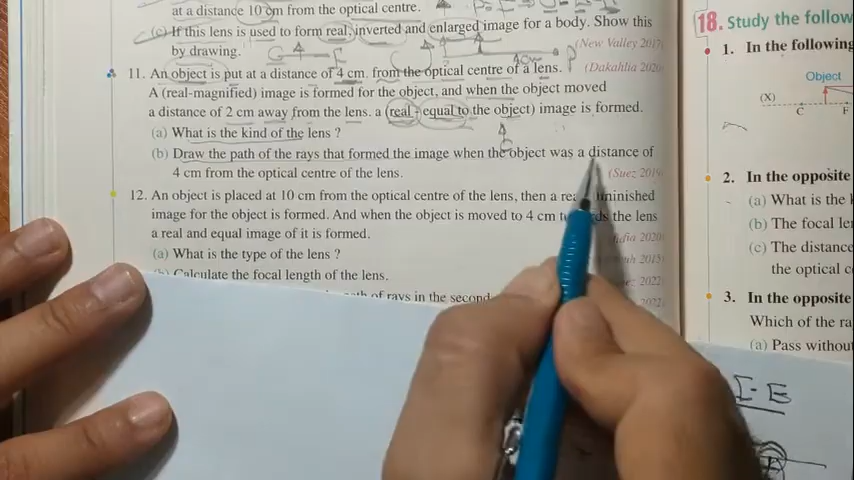 at a distance 10 cm from the optical centre.
(c) If this lens is used to form real, inverted and enlarged image for a body. Show this
by drawing.
(New Valley 2017)
4cm P
11. An object is put at a distance of 4 cm. from the optical centre of a lens.
(Dakahlia 2020)
A (real-magnified) image is formed for the object, and when the object moved
a distance of 2 cm away from the lens. a (real - equal to the object) image is formed.
(a) What is the kind of the lens ?
(b) Draw the path of the rays that formed the image when the object was a distance of
4 cm from the optical centre of the lens.
(Suez 2019)
12. An object is placed at 10 cm from the optical centre of the lens, then a diminished
image for the object is formed. And when the object is moved to 4 cm the lens
a real and equal image of it is formed.
2020
(a) What is the type of the lens ?
2015
(b) Calculate the focal length of the lens.
2022
of rays in the second
18. Study the follow
1. In the following
Object
(X)
C
F
2. In the opposite
(a) What is the
(b) The focal le
(c) The distance
the optical c
3. In the opposite
Which of the ra
(a) Pass without
I-E